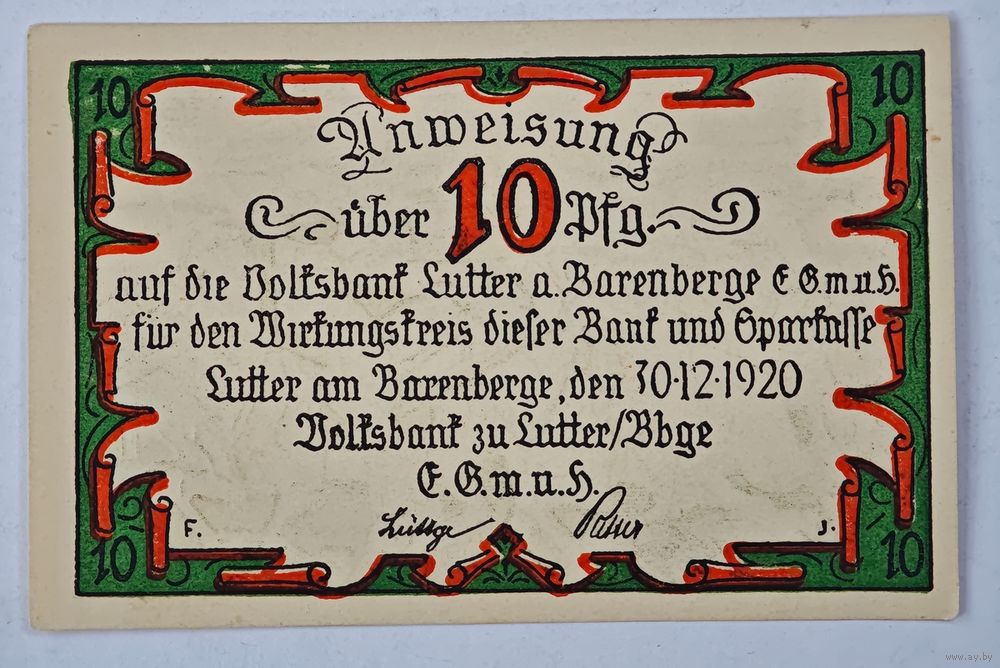 10 10
Anweisung
über 10 Pfg.
auf die Volksbank Lutter a. Barenberge E G.m.u.H.
für den Wirkungskreis dieser Bank und Sparkasse
Lutter am Barenberge, den 30·12·1920
Volksbank zu Lutter/Bbge
E. G. m. u. H.
F. Lüttge J.
10 10
www.ay.by